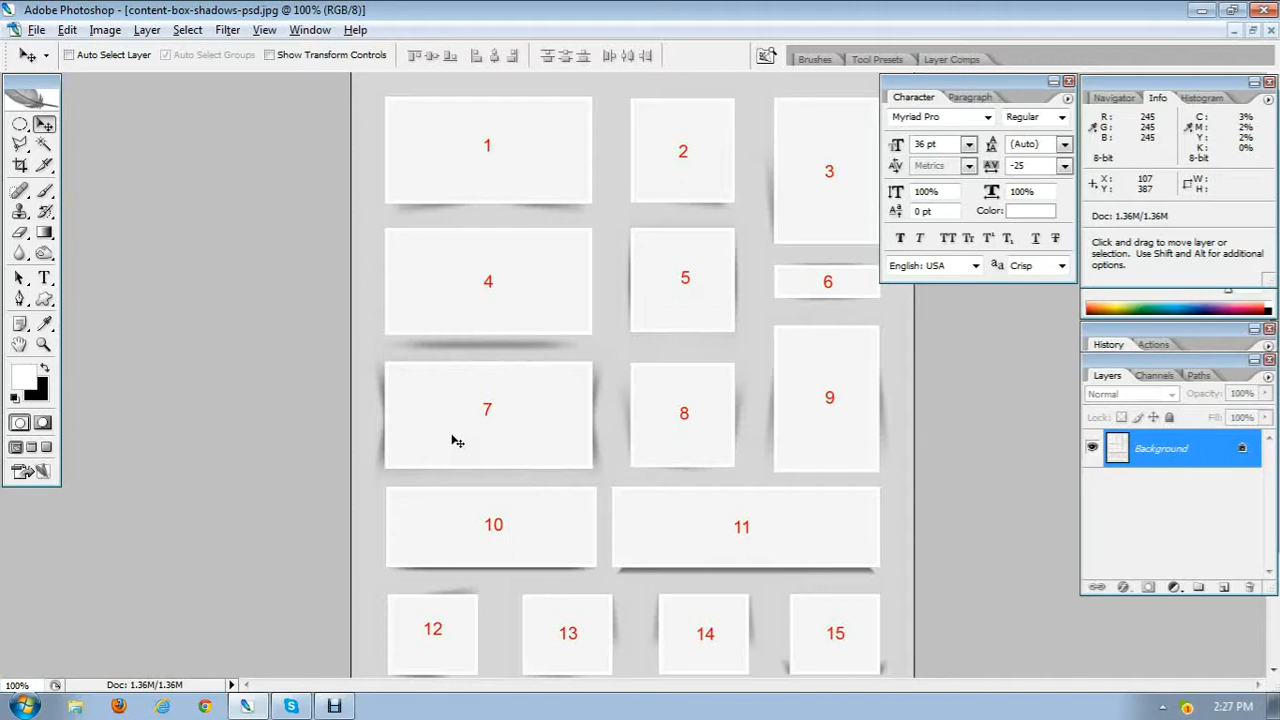 Adobe Photoshop - [content-box-shadows-psd.jpg @ 100% (RGB/8)]
File Edit Image Layer Select Filter View Window Help
Auto Select Layer Auto Select Groups Show Transform Controls
Brushes Tool Presets Layer Comps
Character Paragraph
Myriad Pro Regular
36 pt (Auto)
Metrics -25
100% 100%
0 pt Color:
T T TT Tr T¹ T₁ T T
English: USA aa Crisp
Navigator Info Histogram
R: 245 C: 3%
G: 245 M: 2%
B: 245 Y: 2%
K: 0%
8-bit 8-bit
X: 107 W:
Y: 387 H:
Doc: 1.36M/1.36M
Click and drag to move layer or
selection. Use Shift and Alt for additional
options.
History Actions
Layers Channels Paths
Normal Opacity: 100%
Lock: Fill: 100%
Background
1
2
3
4
5
6
7
8
9
10
11
12
13
14
15
100% Doc: 1.36M/1.36M
2:27 PM